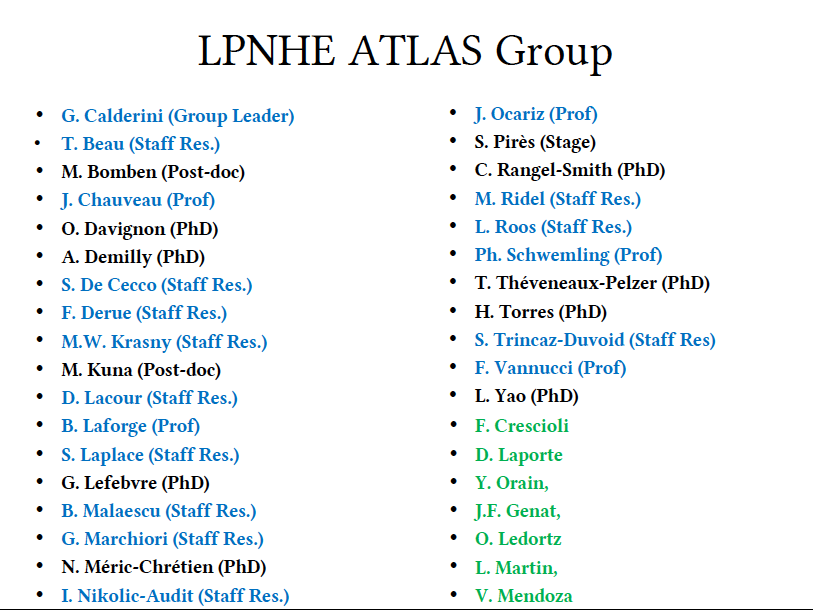 LPNHE ATLAS Group
• G. Calderini (Group Leader)
• T. Beau (Staff Res.)
• M. Bomben (Post-doc)
• J. Chauveau (Prof)
• O. Davignon (PhD)
• A. Demilly (PhD)
• S. De Cecco (Staff Res.)
• F. Derue (Staff Res.)
• M.W. Krasny (Staff Res.)
• M. Kuna (Post-doc)
• D. Lacour (Staff Res.)
• B. Laforge (Prof)
• S. Laplace (Staff Res.)
• G. Lefebvre (PhD)
• B. Malaescu (Staff Res.)
• G. Marchiori (Staff Res.)
• N. Méric-Chrétien (PhD)
• I. Nikolic-Audit (Staff Res.)
• J. Ocariz (Prof)
• S. Pirès (Stage)
• C. Rangel-Smith (PhD)
• M. Ridel (Staff Res.)
• L. Roos (Staff Res.)
• Ph. Schwemling (Prof)
• T. Théveneaux-Pelzer (PhD)
• H. Torres (PhD)
• S. Trincaz-Duvoid (Staff Res)
• F. Vannucci (Prof)
• L. Yao (PhD)
• F. Crescioli
• D. Laporte
• Y. Orain,
• J.F. Genat,
• O. Ledortz
• L. Martin,
• V. Mendoza